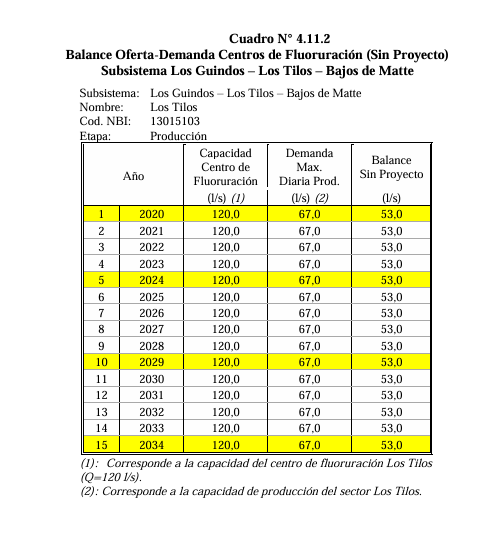 Cuadro N° 4.11.2
Balance Oferta-Demanda Centros de Fluoruración (Sin Proyecto)
Subsistema Los Guindos – Los Tilos – Bajos de Matte
Subsistema: Los Guindos – Los Tilos – Bajos de Matte
Nombre: Los Tilos
Cod. NBI: 13015103
Etapa: Producción
Año Capacidad Centro de Fluoruración (l/s) (1) Demanda Max. Diaria Prod. (l/s) (2) Balance Sin Proyecto (l/s)
1 2020 120,0 67,0 53,0
2 2021 120,0 67,0 53,0
3 2022 120,0 67,0 53,0
4 2023 120,0 67,0 53,0
5 2024 120,0 67,0 53,0
6 2025 120,0 67,0 53,0
7 2026 120,0 67,0 53,0
8 2027 120,0 67,0 53,0
9 2028 120,0 67,0 53,0
10 2029 120,0 67,0 53,0
11 2030 120,0 67,0 53,0
12 2031 120,0 67,0 53,0
13 2032 120,0 67,0 53,0
14 2033 120,0 67,0 53,0
15 2034 120,0 67,0 53,0
(1): Corresponde a la capacidad del centro de fluoruración Los Tilos
(Q=120 l/s).
(2): Corresponde a la capacidad de producción del sector Los Tilos.